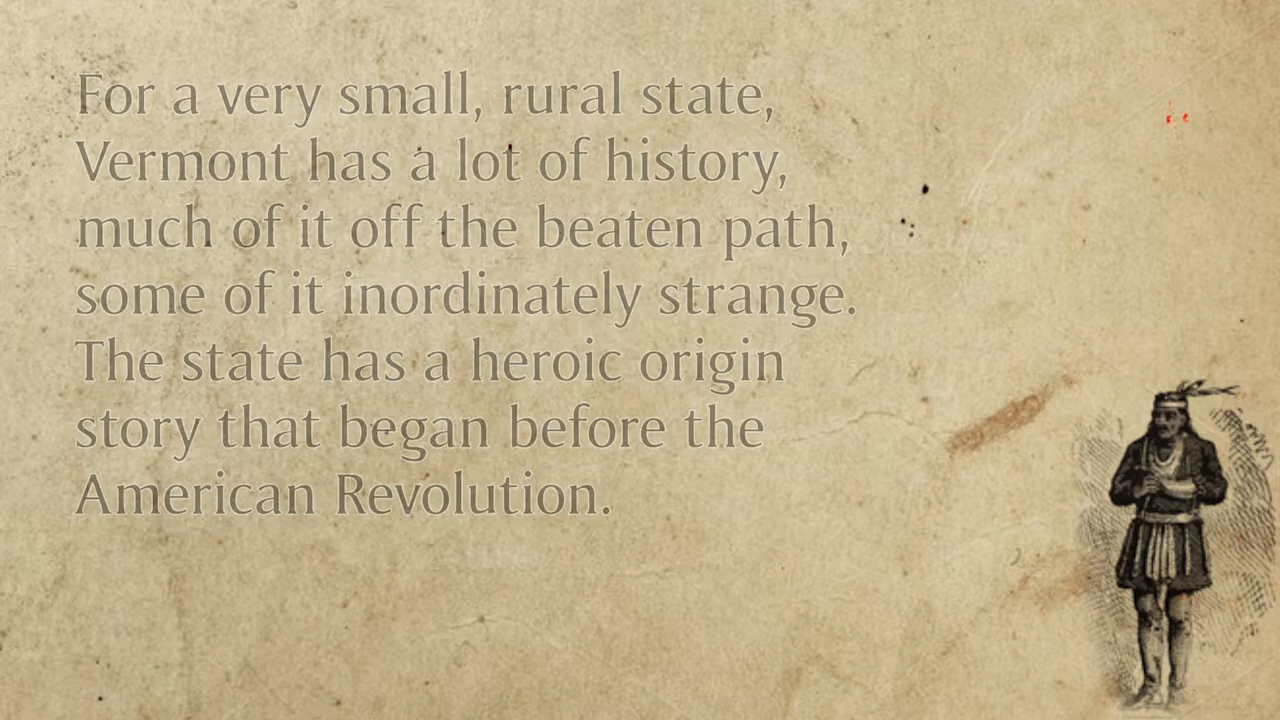 For a very small, rural state,
Vermont has a lot of history,
much of it off the beaten path,
some of it inordinately strange.
The state has a heroic origin
story that began before the
American Revolution.